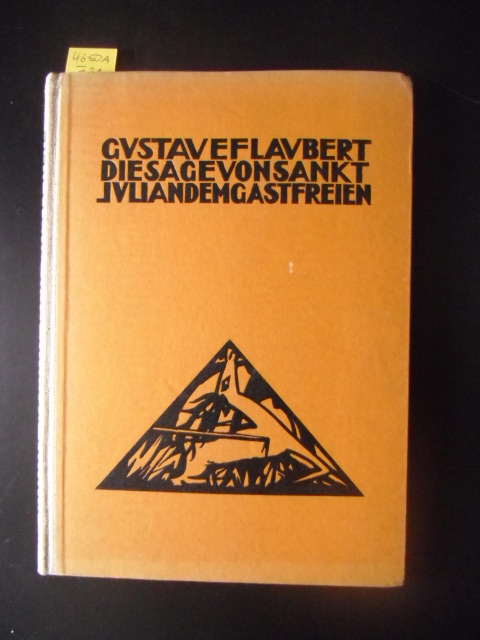 GVSTAVEFLAVBERT
DIESAGEVONSANKT
JVLIANDEMGASTFREIEN